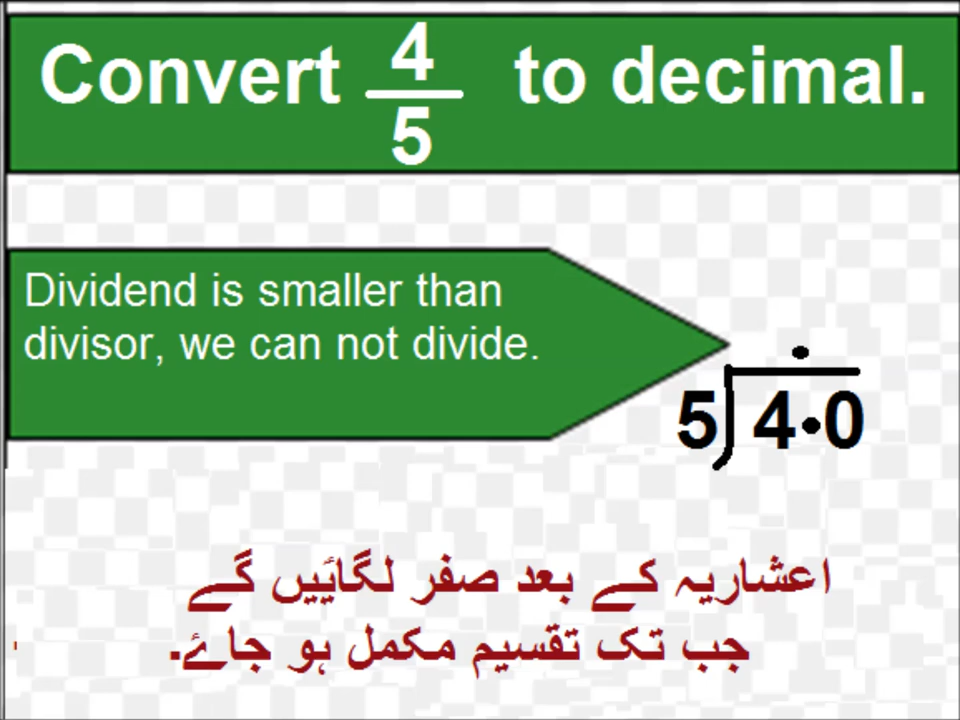 Convert 4/5 to decimal.
Dividend is smaller than
divisor, we can not divide.
5)4.0
اعشاریہ کے بعد صفر لگائیں گے
جب تک تقسیم مکمل ہو جائے۔